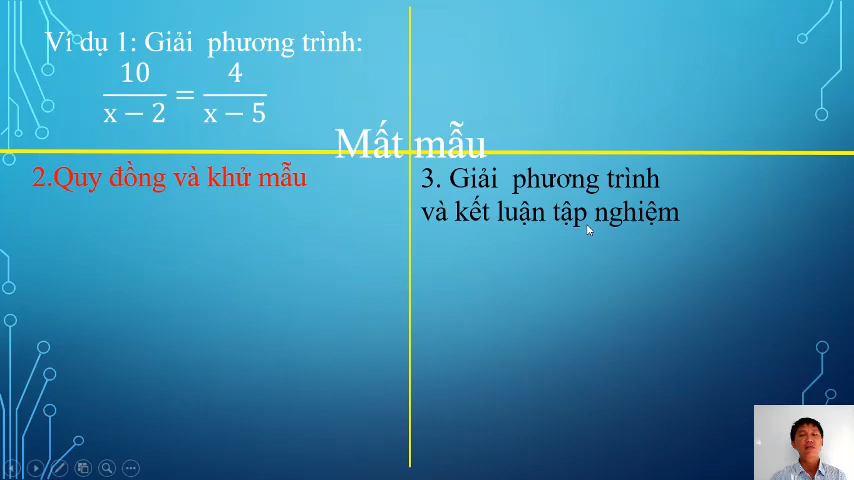 Ví dụ 1: Giải phương trình:
10/(x − 2) = 4/(x − 5)
Mất mẫu
2.Quy đồng và khử mẫu
3. Giải phương trình
và kết luận tập nghiệm